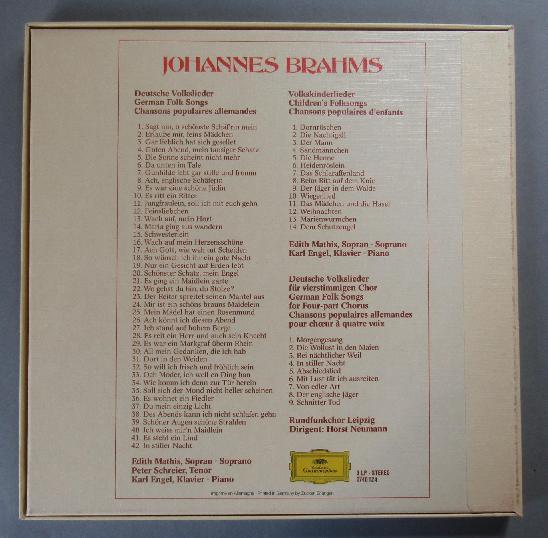 JOHANNES BRAHMS
Deutsche Volkslieder
German Folk Songs
Chansons populaires allemandes
1. Sagt mir, o schönste Schäf'rin mein
2. Erlaube mir, feins Mädchen
3. Gar lieblich hat sich gesellet
4. Guten Abend, mein tausiger Schatz
5. Die Sonne scheint nicht mehr
6. Da unten im Tale
7. Gunhilde lebt gar stille und fromm
8. Ach, englische Schäferin
9. Es war eine schöne Jüdin
10. Es ritt ein Ritter
11. Jungfräulein, soll ich mit euch gehn
12. Feinsliebchen
13. Wach auf, mein Hort
14. Maria ging aus wandern
15. Schwesterlein
16. Wach auf mein Herzensschöne
17. Ach Gott, wie weh tut Scheiden
18. So wünsch ich ihr ein gute Nacht
19. Nur ein Gesicht auf Erden lebt
20. Schönster Schatz, mein Engel
21. Es ging ein Maidlein zarte
22. Wo gehst du hin, du Stolze?
23. Der Reiter spreitet seinen Mantel aus
24. Mir ist ein schöns brauns Maidelein
25. Mein Mädel hat einen Rosenmund
26. Ach könnt ich diesen Abend
27. Ich stand auf hohem Berge
28. Es reit ein Herr und auch sein Knecht
29. Es war ein Markgraf überm Rhein
30. All mein Gedanken, die ich hab
31. Dort in den Weiden
32. So will ich frisch und fröhlich sein
33. Och Moder, ich well en Ding han
34. Wie komm ich denn zur Tür herein
35. Soll sich der Mond nicht heller scheinen
36. Es wohnet ein Fiedler
37. Du mein einzig Licht
38. Des Abends kann ich nicht schlafen gehn
39. Schöner Augen schöne Strahlen
40. Ich weiss mir'n Maidlein
41. Es steht ein Lind
42. In stiller Nacht
Edith Mathis, Sopran · Soprano
Peter Schreier, Tenor
Karl Engel, Klavier · Piano
Volkskinderlieder
Children's Folksongs
Chansons populaires d'enfants
1. Dornröschen
2. Die Nachtigall
3. Der Mann
4. Sandmännchen
5. Die Henne
6. Heidenröslein
7. Das Schlaraffenland
8. Beim Ritt auf dem Knie
9. Der Jäger in dem Walde
10. Wiegenlied
11. Das Mädchen und die Hasel
12. Weihnachten
13. Marienwürmchen
14. Dem Schutzengel
Edith Mathis, Sopran · Soprano
Karl Engel, Klavier · Piano
Deutsche Volkslieder
für vierstimmigen Chor
German Folk Songs
for Four-part Chorus
Chansons populaires allemandes
pour chœur à quatre voix
1. Morgengesang
2. Die Wollust in den Maien
3. Bei nächtlicher Weil
4. In stiller Nacht
5. Abschiedslied
6. Mit Lust tät ich ausreiten
7. Von edler Art
8. Der englische Jäger
9. Schnitter Tod
Rundfunkchor Leipzig
Dirigent: Horst Neumann
Deutsche
Grammophon
3 LP · STEREO
Imprimé en Allemagne · Printed in Germany by